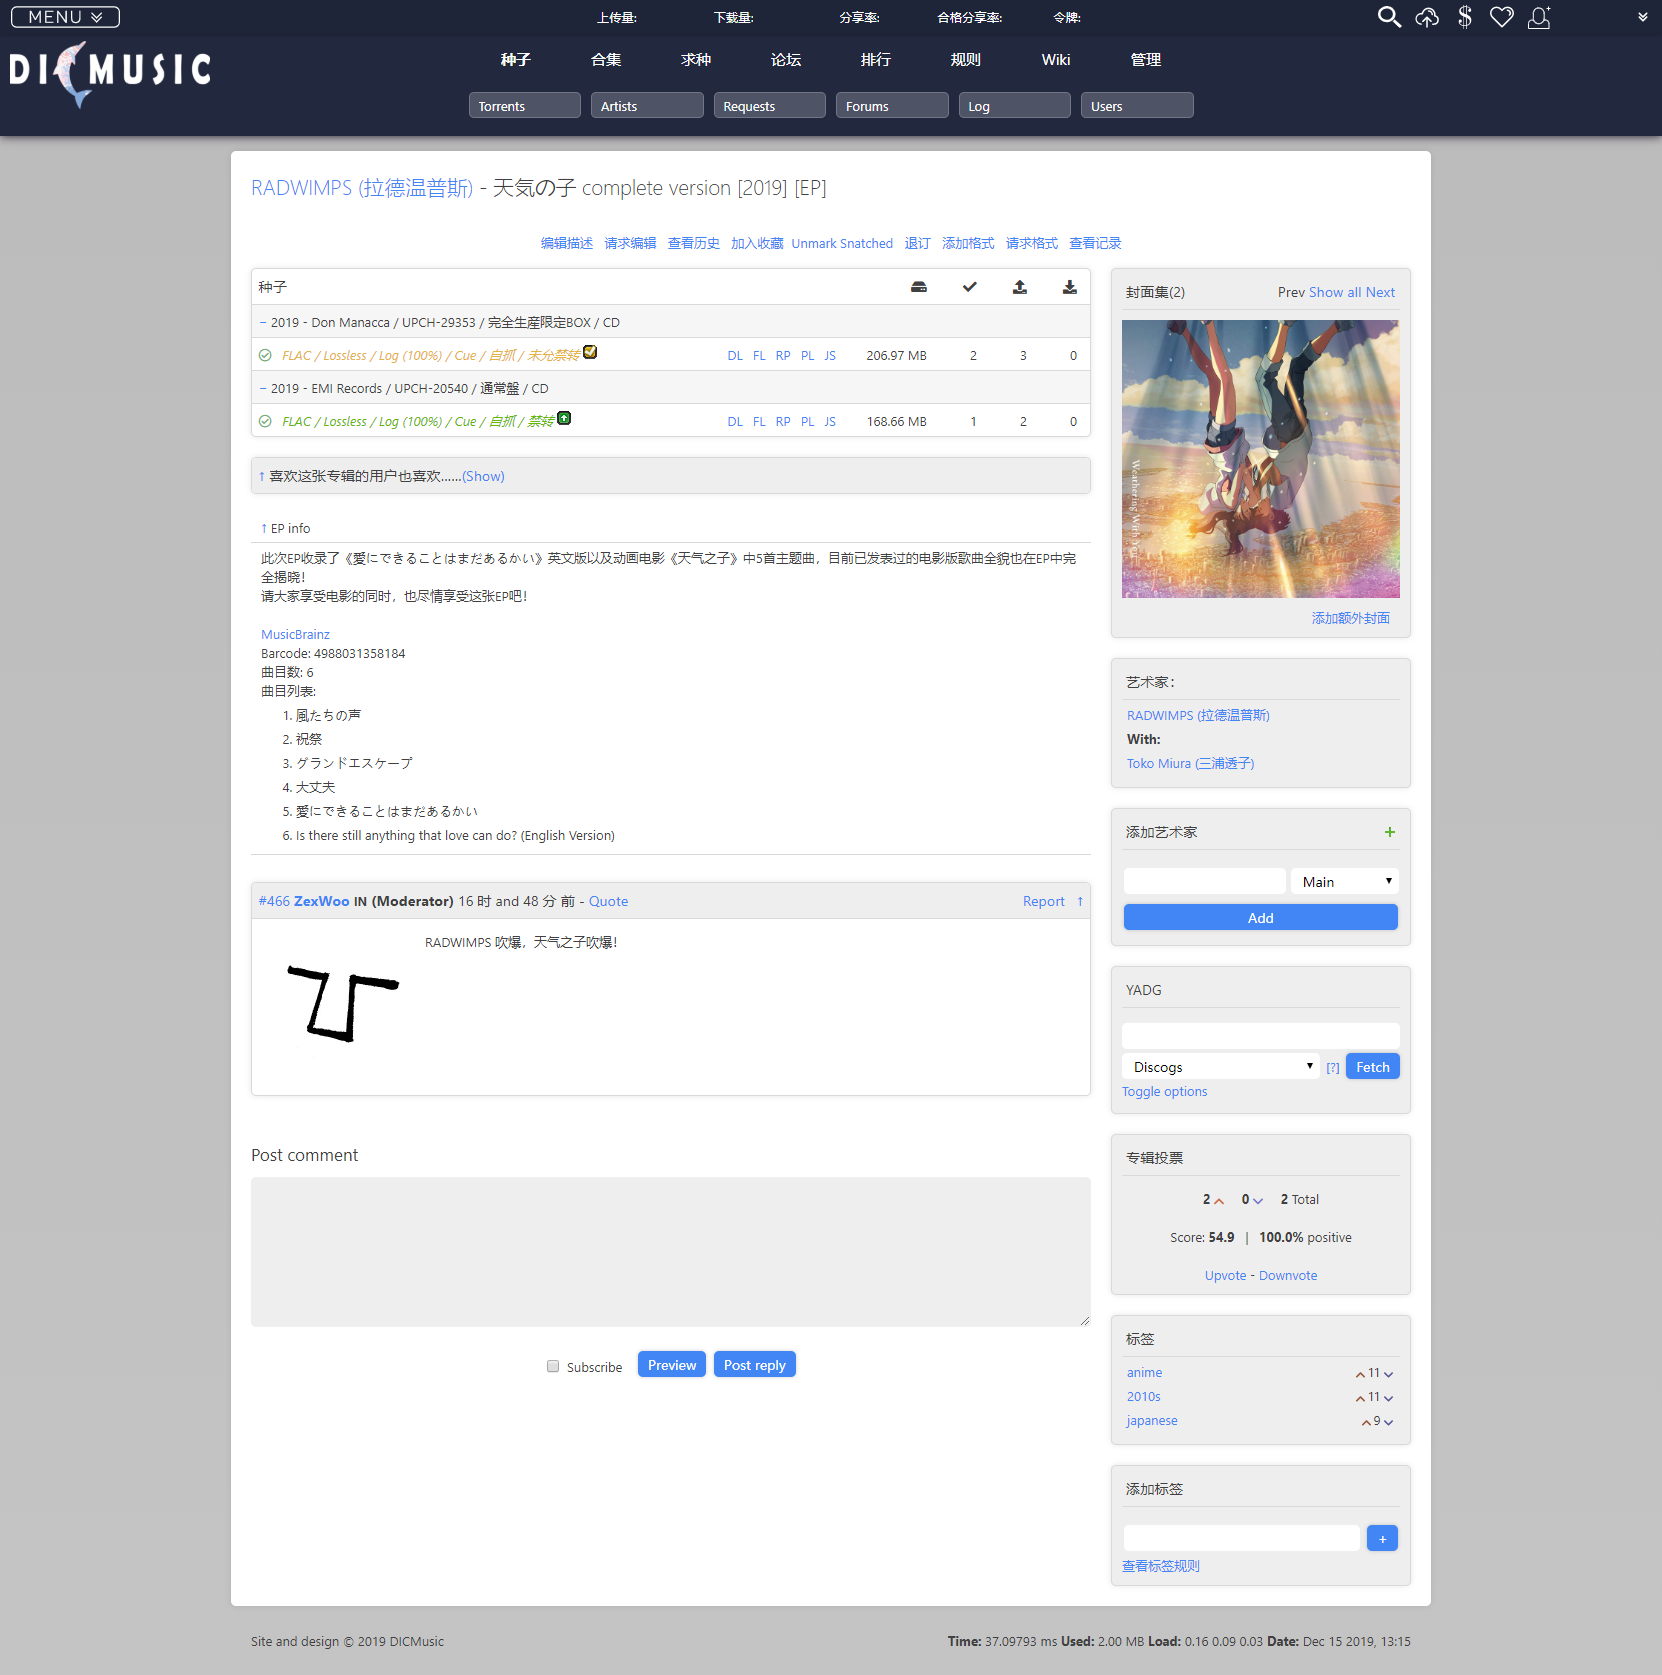 MENU 上传量: 下载量: 分享率: 合格分享率: 令牌:
DICMUSIC
种子 合集 求种 论坛 排行 规则 Wiki 管理
Torrents Artists Requests Forums Log Users
RADWIMPS (拉德温普斯) - 天気の子 complete version [2019] [EP]
编辑描述 请求编辑 查看历史 加入收藏 Unmark Snatched 退订 添加格式 请求格式 查看记录
种子
− 2019 - Don Manacca / UPCH-29353 / 完全生産限定BOX / CD
FLAC / Lossless / Log (100%) / Cue / 自抓 / 未允禁转 DL FL RP PL JS 206.97 MB 2 3 0
− 2019 - EMI Records / UPCH-20540 / 通常盤 / CD
FLAC / Lossless / Log (100%) / Cue / 自抓 / 禁转 DL FL RP PL JS 168.66 MB 1 2 0
↑ 喜欢这张专辑的用户也喜欢……(Show)
↑ EP info
此次EP收录了《愛にできることはまだあるかい》英文版以及动画电影《天气之子》中5首主题曲，目前已发表过的电影版歌曲全貌也在EP中完
全揭晓！
请大家享受电影的同时，也尽情享受这张EP吧！
MusicBrainz
Barcode: 4988031358184
曲目数: 6
曲目列表:
1. 風たちの声
2. 祝祭
3. グランドエスケープ
4. 大丈夫
5. 愛にできることはまだあるかい
6. Is there still anything that love can do? (English Version)
#466 ZexWoo IN (Moderator) 16 时 and 48 分 前 - Quote Report ↑
RADWIMPS 吹爆，天气之子吹爆！
Post comment
Subscribe Preview Post reply
封面集(2) Prev Show all Next
Weathering With You
添加额外封面
艺术家：
RADWIMPS (拉德温普斯)
With:
Toko Miura (三浦透子)
添加艺术家 +
Main
Add
YADG
Discogs [?] Fetch
Toggle options
专辑投票
2 0 2 Total
Score: 54.9 | 100.0% positive
Upvote - Downvote
标签
anime 11
2010s 11
japanese 9
添加标签
+
查看标签规则
Site and design © 2019 DICMusic
Time: 37.09793 ms Used: 2.00 MB Load: 0.16 0.09 0.03 Date: Dec 15 2019, 13:15